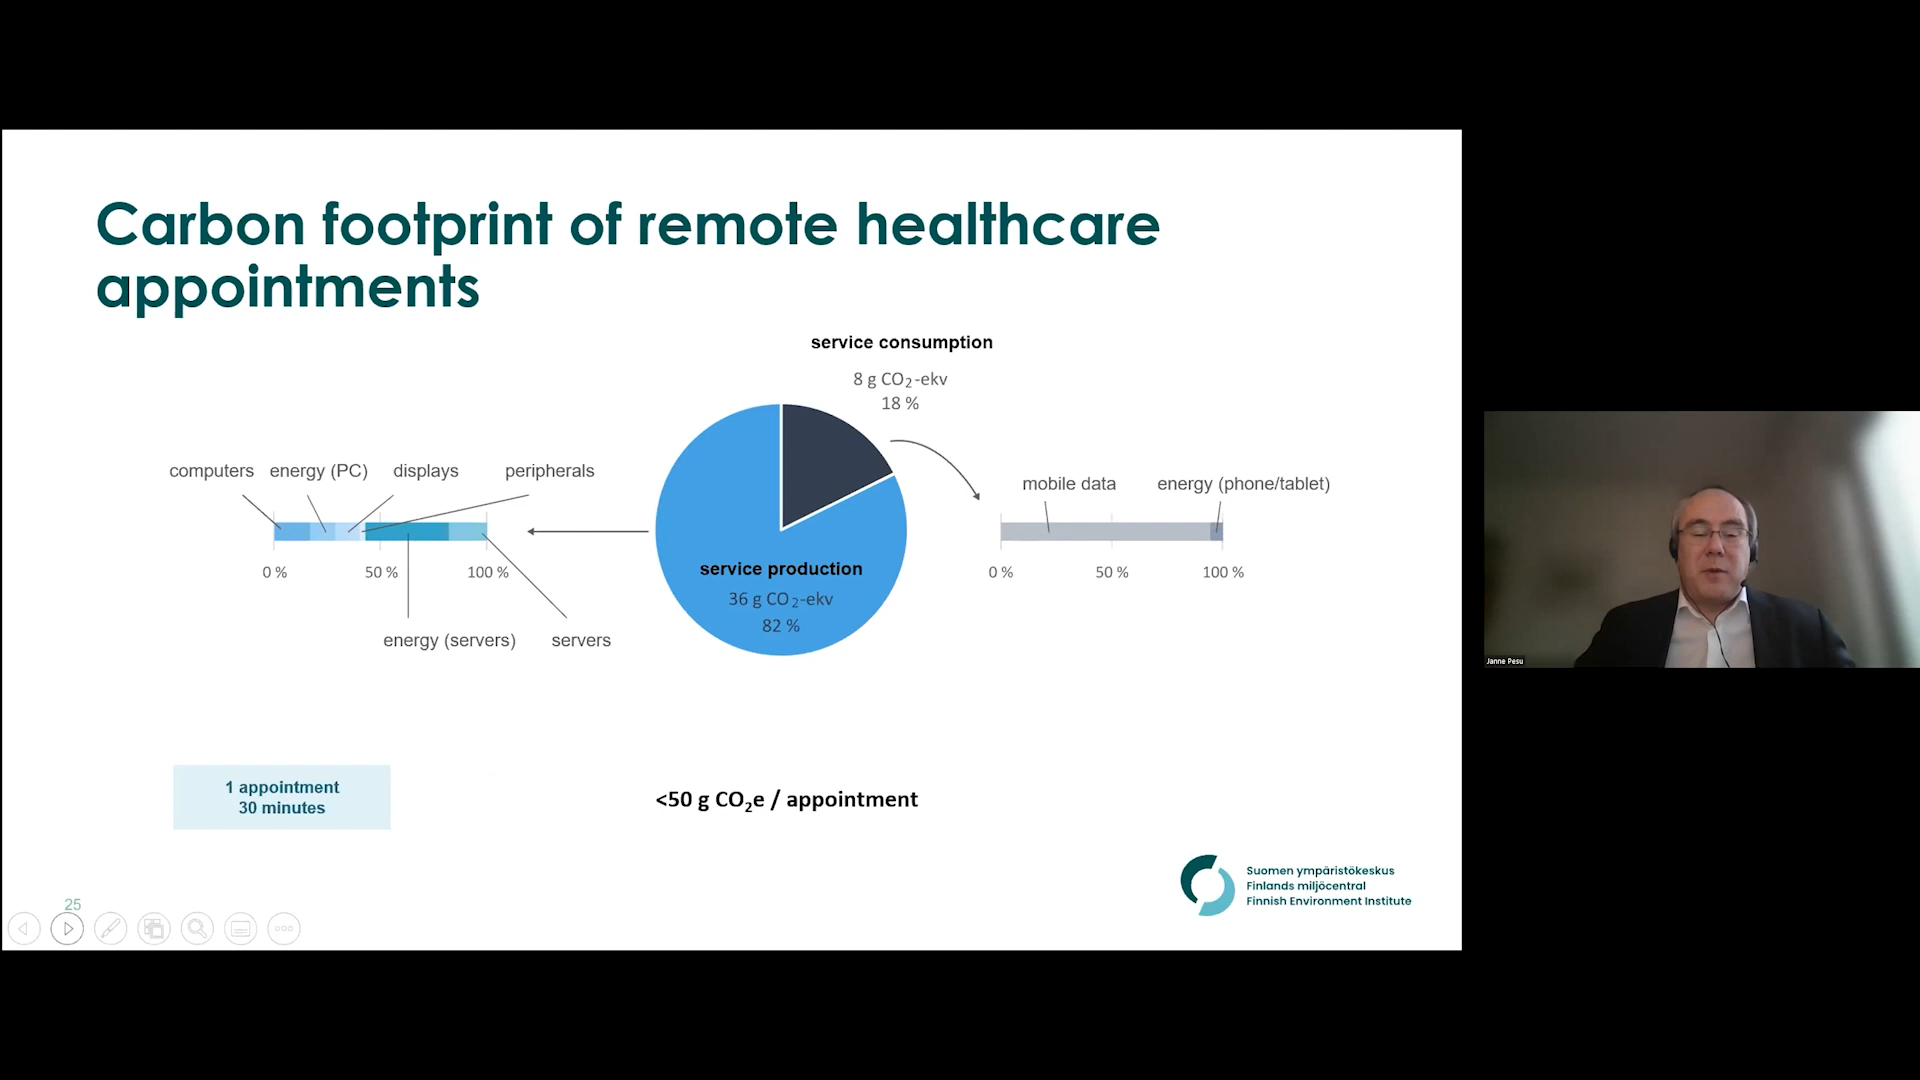 Carbon footprint of remote healthcare
appointments
service consumption
8 g CO₂-ekv
18 %
computers energy (PC) displays peripherals
0 % 50 % 100 %
energy (servers) servers
service production
36 g CO₂-ekv
82 %
mobile data energy (phone/tablet)
0 % 50 % 100 %
1 appointment
30 minutes
<50 g CO₂e / appointment
Suomen ympäristökeskus
Finlands miljöcentral
Finnish Environment Institute
25
Janne Pesu